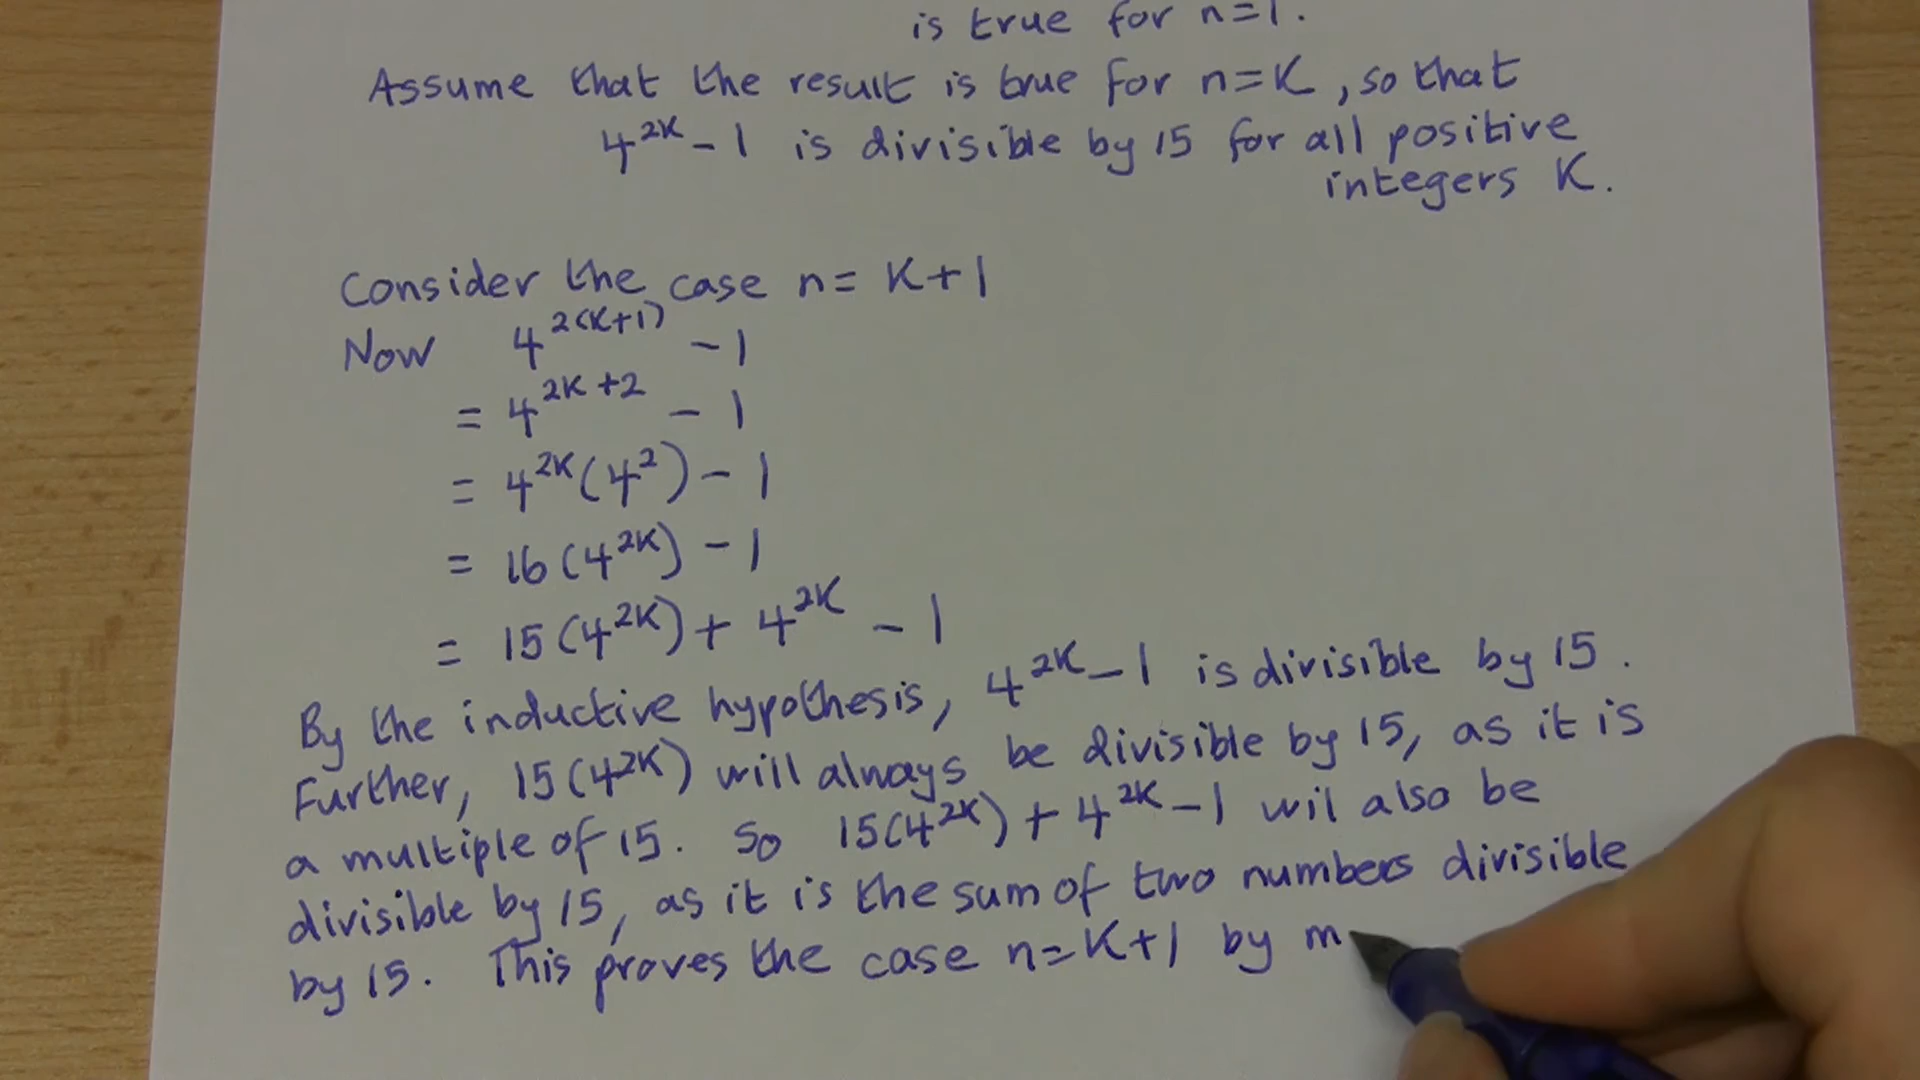 is true for n=1.
Assume that the result is true for n=K, so that
4^{2K} - 1 is divisible by 15 for all positive
integers K.
Consider the case n= K+1
Now 4^{2(K+1)} - 1
= 4^{2K+2} - 1
= 4^{2K}(4^2) - 1
= 16(4^{2K}) - 1
= 15(4^{2K}) + 4^{2K} - 1
By the inductive hypothesis, 4^{2K} - 1 is divisible by 15.
Further, 15(4^{2K}) will always be divisible by 15, as it is
a multiple of 15. So 15(4^{2K}) + 4^{2K} - 1 wil also be
divisible by 15, as it is the sum of two numbers divisible
by 15. This proves the case n=K+1 by m